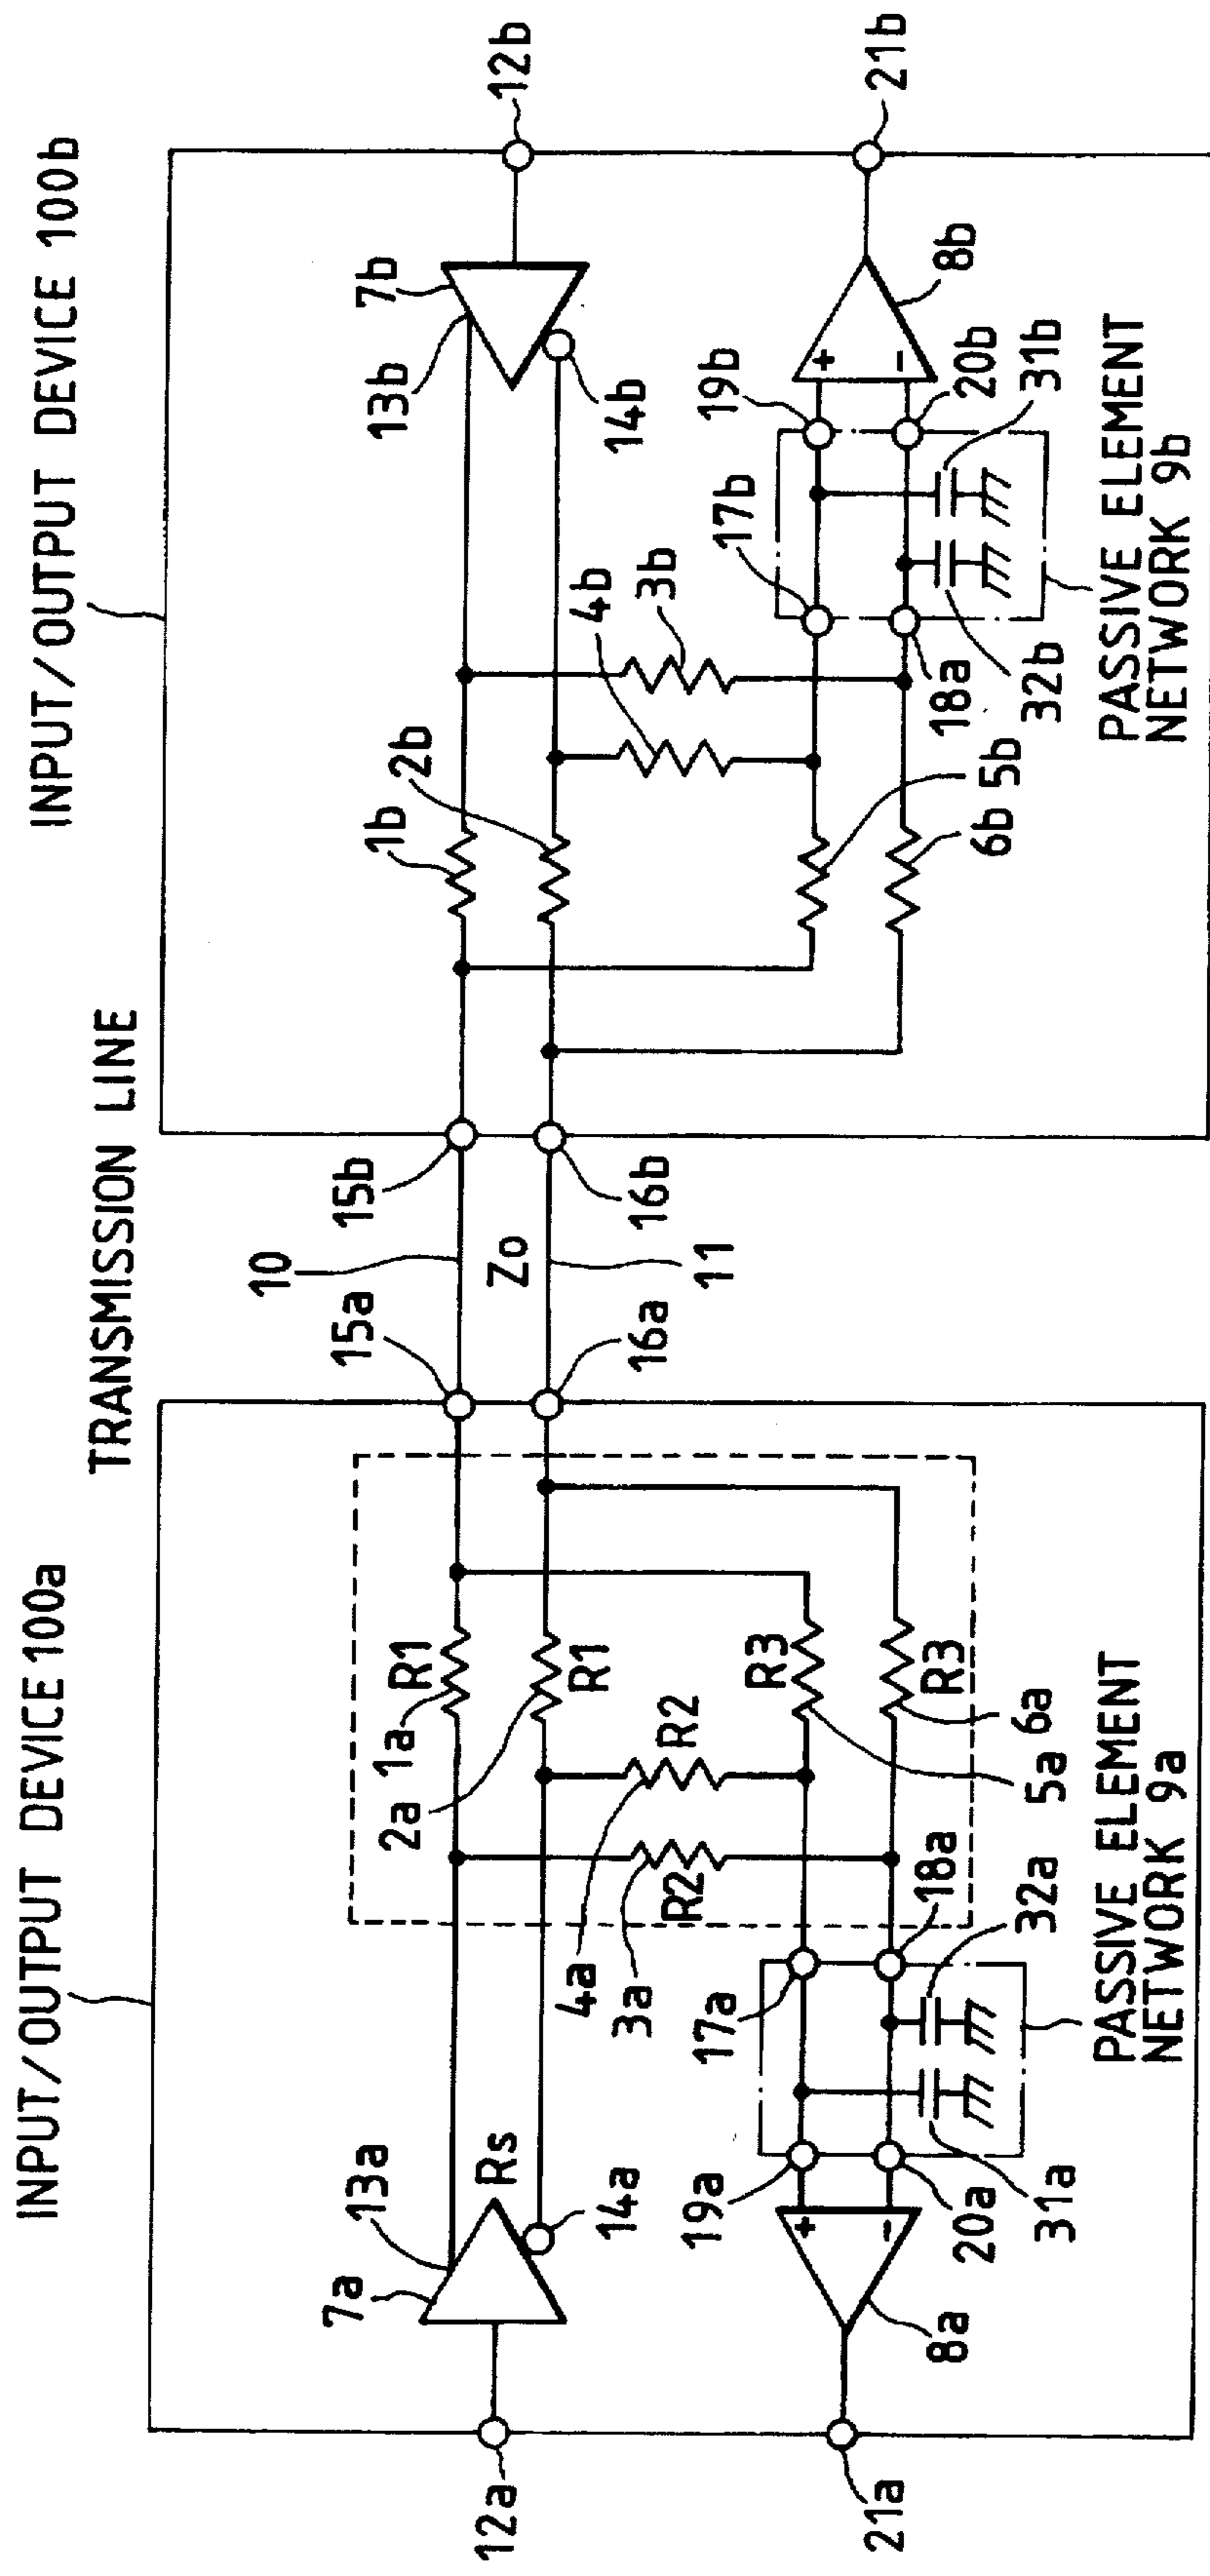 INPUT/OUTPUT DEVICE 100a
TRANSMISSION LINE
INPUT/OUTPUT DEVICE 100b
12a
7a
13a
Rs
14a
21a
8a
19a
20a
31a
17a
18a
32a
PASSIVE ELEMENT
NETWORK 9a
3a
R2
4a
R2
1a
R1
2a
R1
R3
5a
R3
6a
15a
16a
10
Zo
11
15b
16b
1b
2b
4b
3b
5b
6b
17b
18a
19b
20b
32b
31b
PASSIVE ELEMENT
NETWORK 9b
13b
7b
14b
8b
12b
21b
+
-
+
-